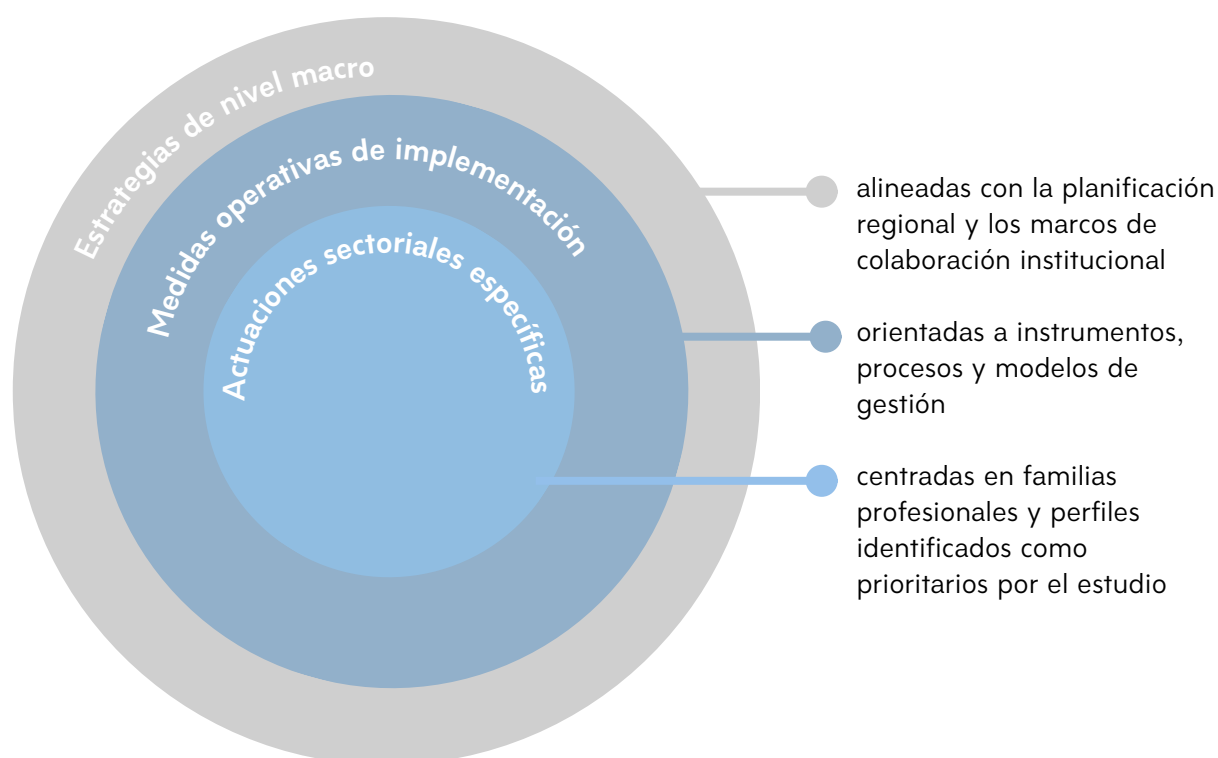 Estrategias de nivel macro
Medidas operativas de implementación
Actuaciones sectoriales específicas
alineadas con la planificación
regional y los marcos de
colaboración institucional
orientadas a instrumentos,
procesos y modelos de
gestión
centradas en familias
profesionales y perfiles
identificados como
prioritarios por el estudio